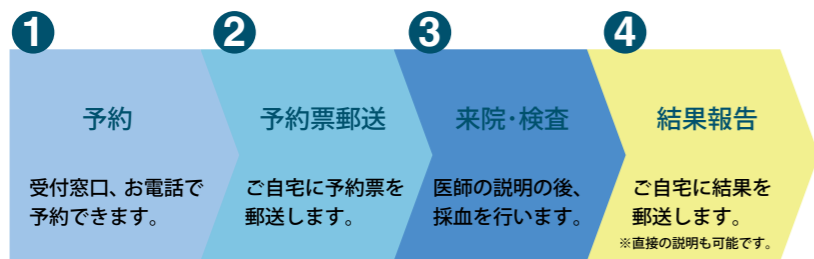 1
予約
受付窓口、お電話で
予約できます。
2
予約票郵送
ご自宅に予約票を
郵送します。
3
来院・検査
医師の説明の後、
採血を行います。
4
結果報告
ご自宅に結果を
郵送します。
※直接の説明も可能です。